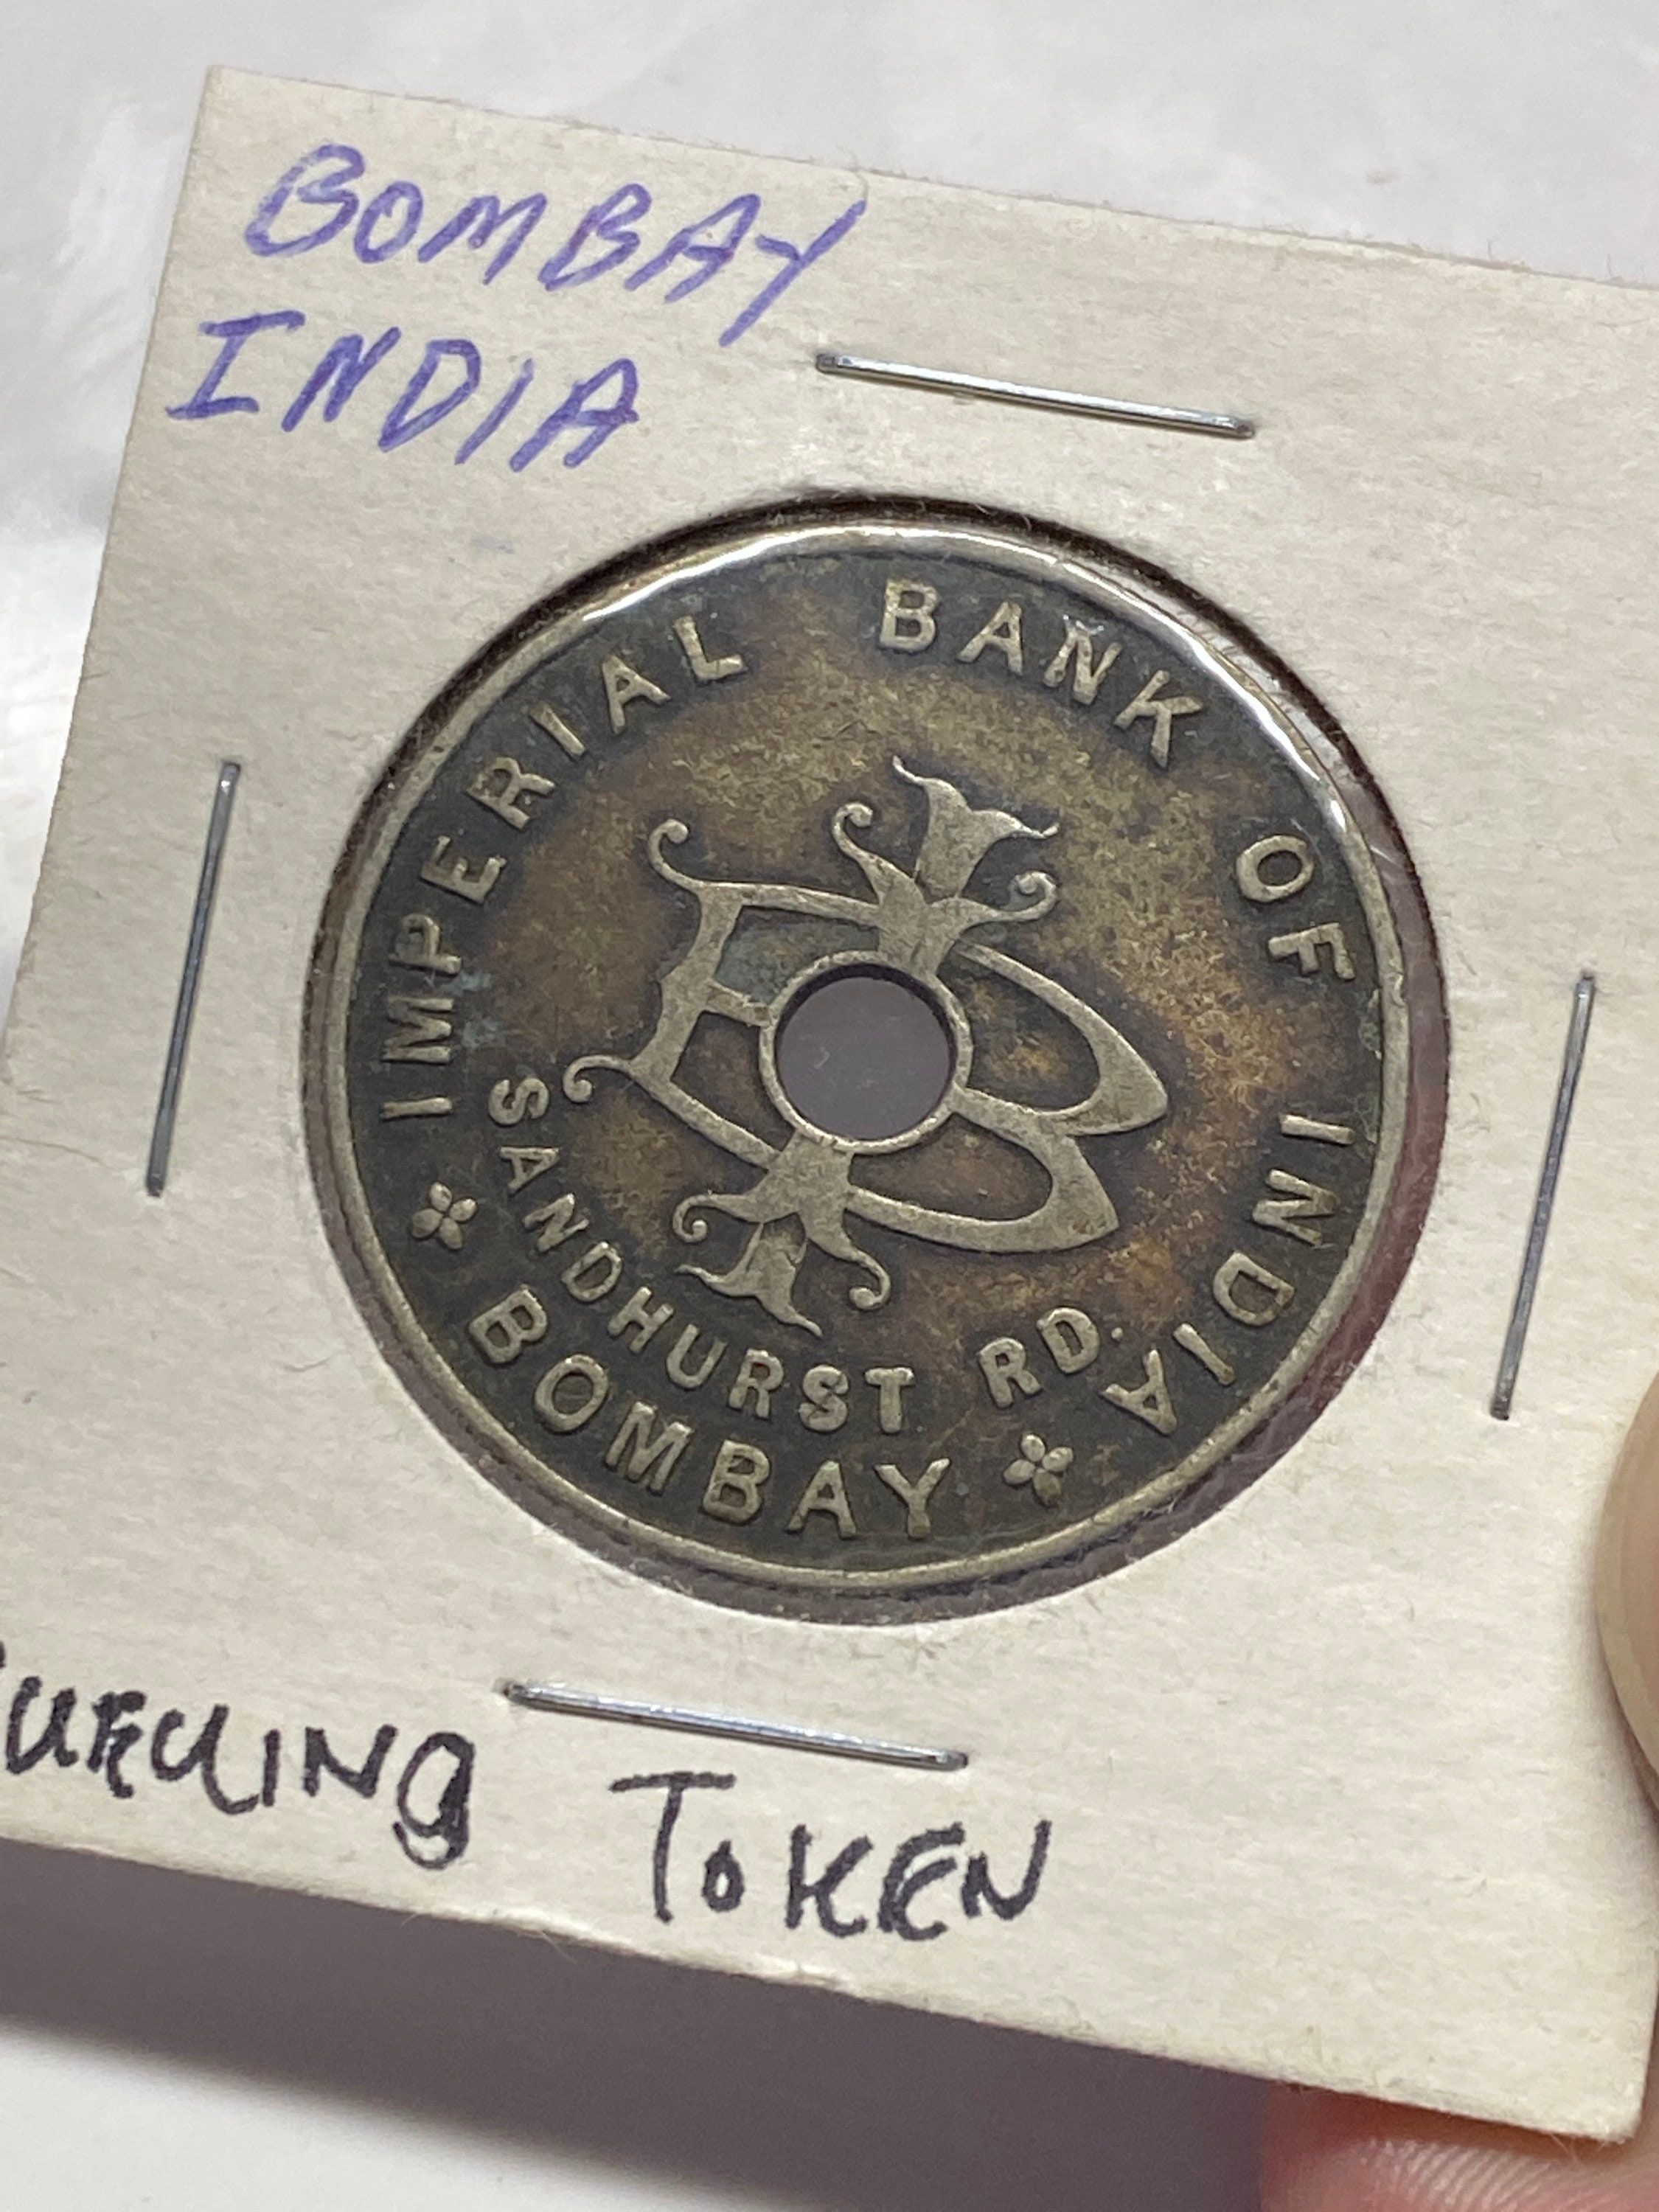 BOMBAY
INDIA
IMPERIAL BANK OF INDIA
SANDHURST RD.
BOMBAY
TOKEN